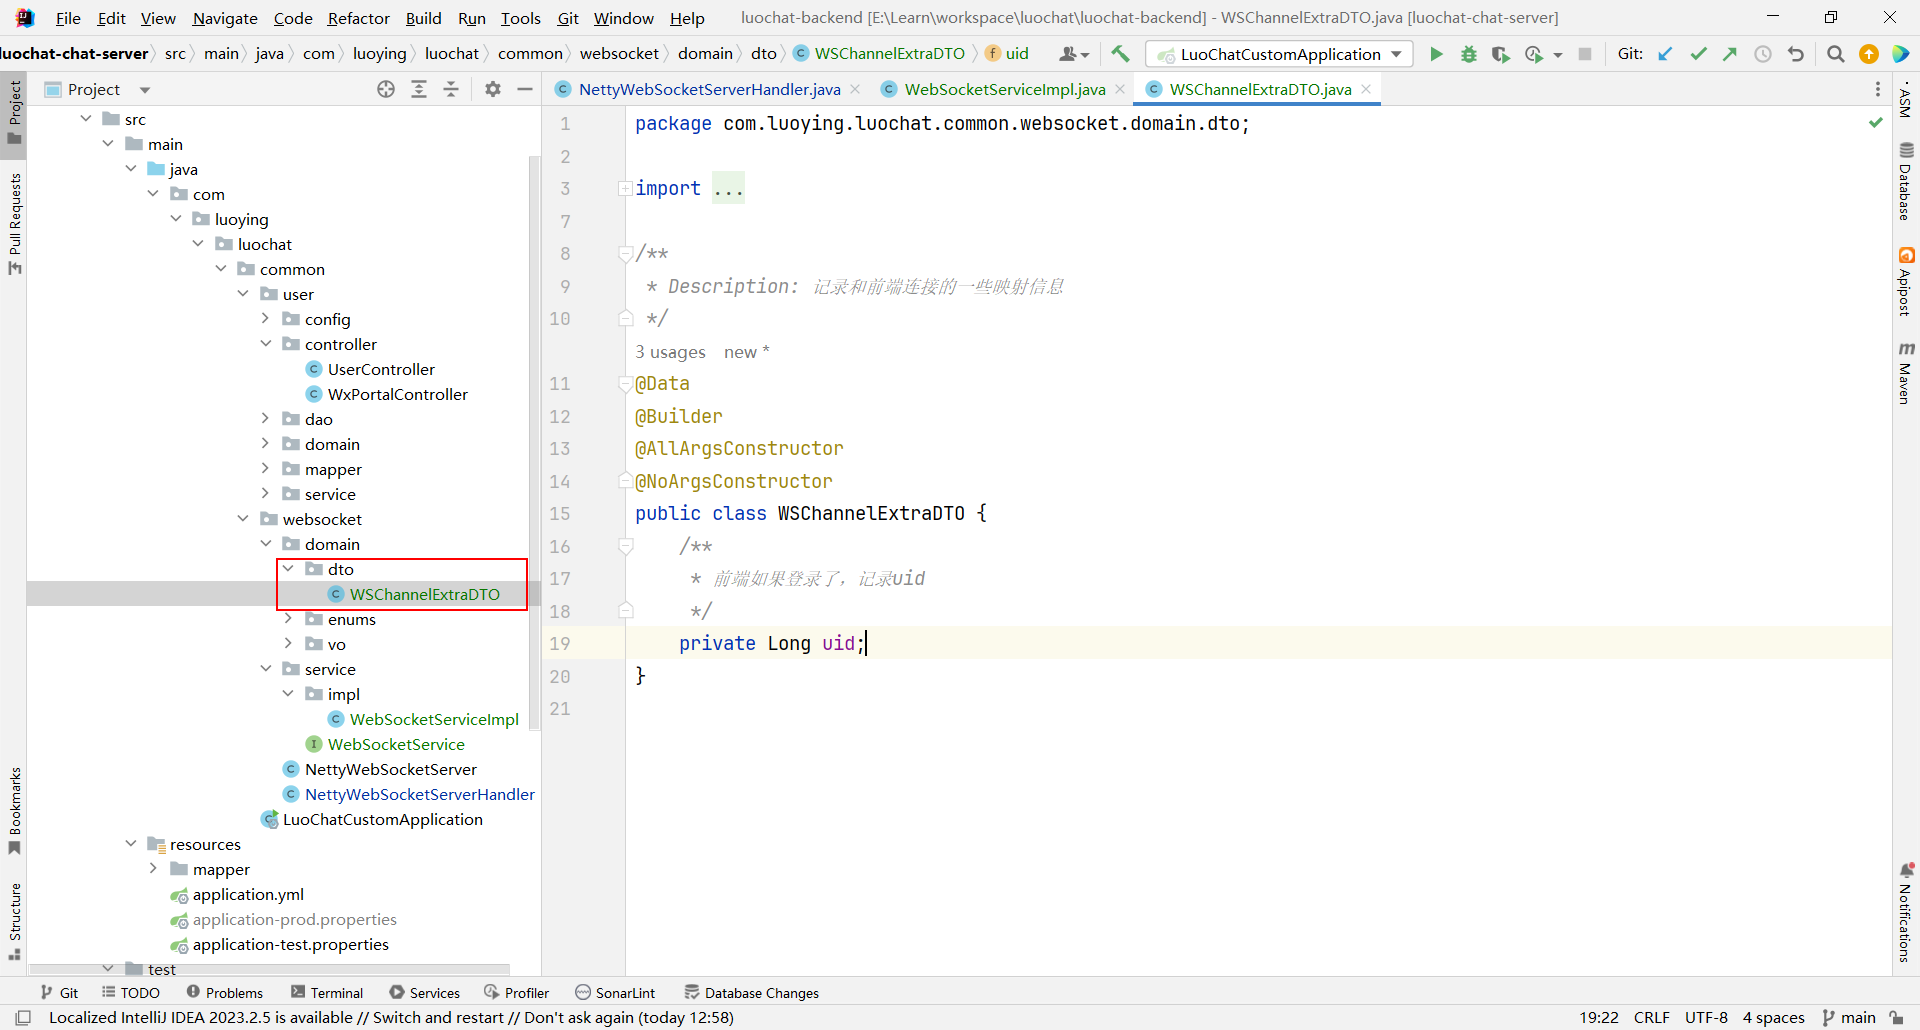 File Edit View Navigate Code Refactor Build Run Tools Git Window Help luochat-backend [E:\Learn\workspace\luochat\luochat-backend] - WSChannelExtraDTO.java [luochat-chat-server]
luochat-chat-server src main java com luoying luochat common websocket domain dto WSChannelExtraDTO uid LuoChatCustomApplication Git:
Project
NettyWebSocketServerHandler.java WebSocketServiceImpl.java WSChannelExtraDTO.java
Project
Pull Requests
Bookmarks
Structure
src
main
java
com
luoying
luochat
common
user
config
controller
UserController
WxPortalController
dao
domain
mapper
service
websocket
domain
dto
WSChannelExtraDTO
enums
vo
service
impl
WebSocketServiceImpl
WebSocketService
NettyWebSocketServer
NettyWebSocketServerHandler
LuoChatCustomApplication
resources
mapper
application.yml
application-prod.properties
application-test.properties
test
1 package com.luoying.luochat.common.websocket.domain.dto;
2
3 import ...
7
8 /**
9 * Description: 记录和前端连接的一些映射信息
10 */
3 usages new *
11 @Data
12 @Builder
13 @AllArgsConstructor
14 @NoArgsConstructor
15 public class WSChannelExtraDTO {
16 /**
17 * 前端如果登录了，记录uid
18 */
19 private Long uid;
20 }
21
ASM
Database
Apipost
Maven
Notifications
Git TODO Problems Terminal Services Profiler SonarLint Database Changes
Localized IntelliJ IDEA 2023.2.5 is available // Switch and restart // Don't ask again (today 12:58) 19:22 CRLF UTF-8 4 spaces main